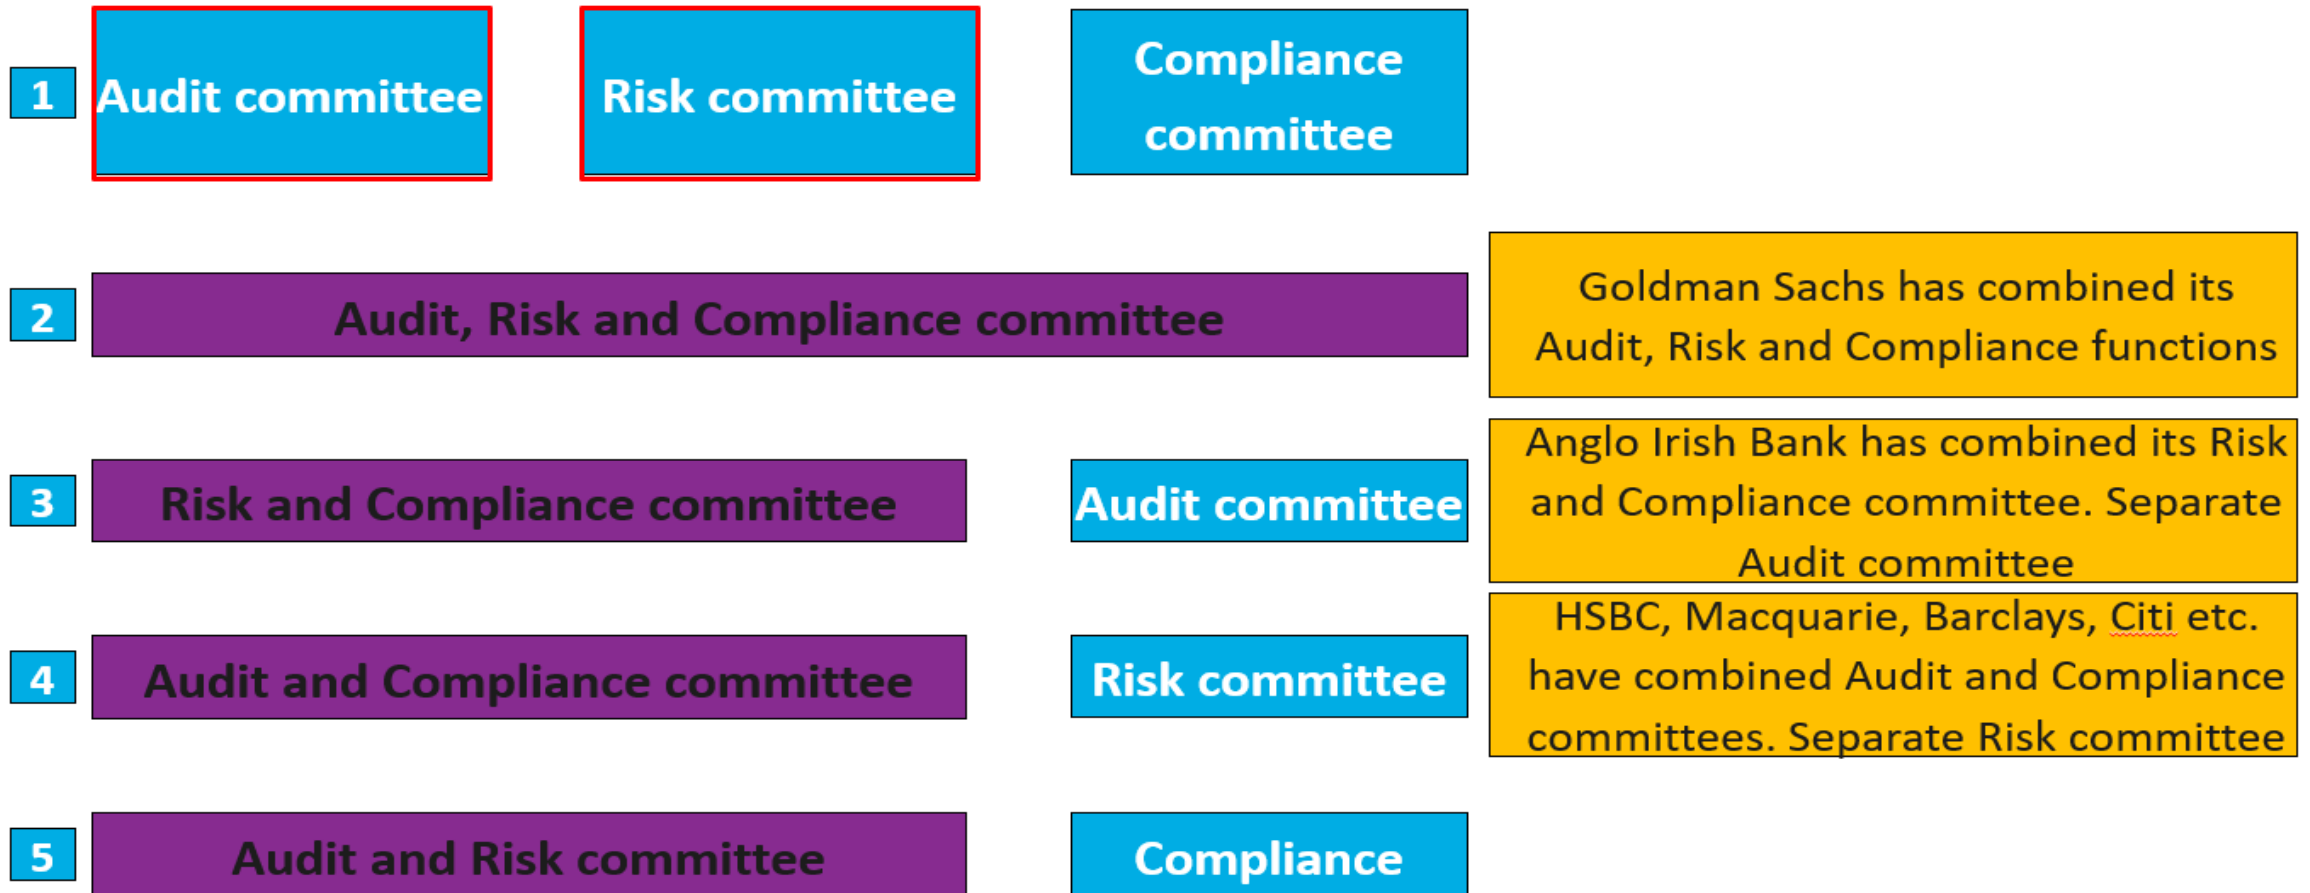 1
Audit committee
Risk committee
Compliance
committee
2
Audit, Risk and Compliance committee
Goldman Sachs has combined its
Audit, Risk and Compliance functions
3
Risk and Compliance committee
Audit committee
Anglo Irish Bank has combined its Risk
and Compliance committee. Separate
Audit committee
4
Audit and Compliance committee
Risk committee
HSBC, Macquarie, Barclays, Citi etc.
have combined Audit and Compliance
committees. Separate Risk committee
5
Audit and Risk committee
Compliance